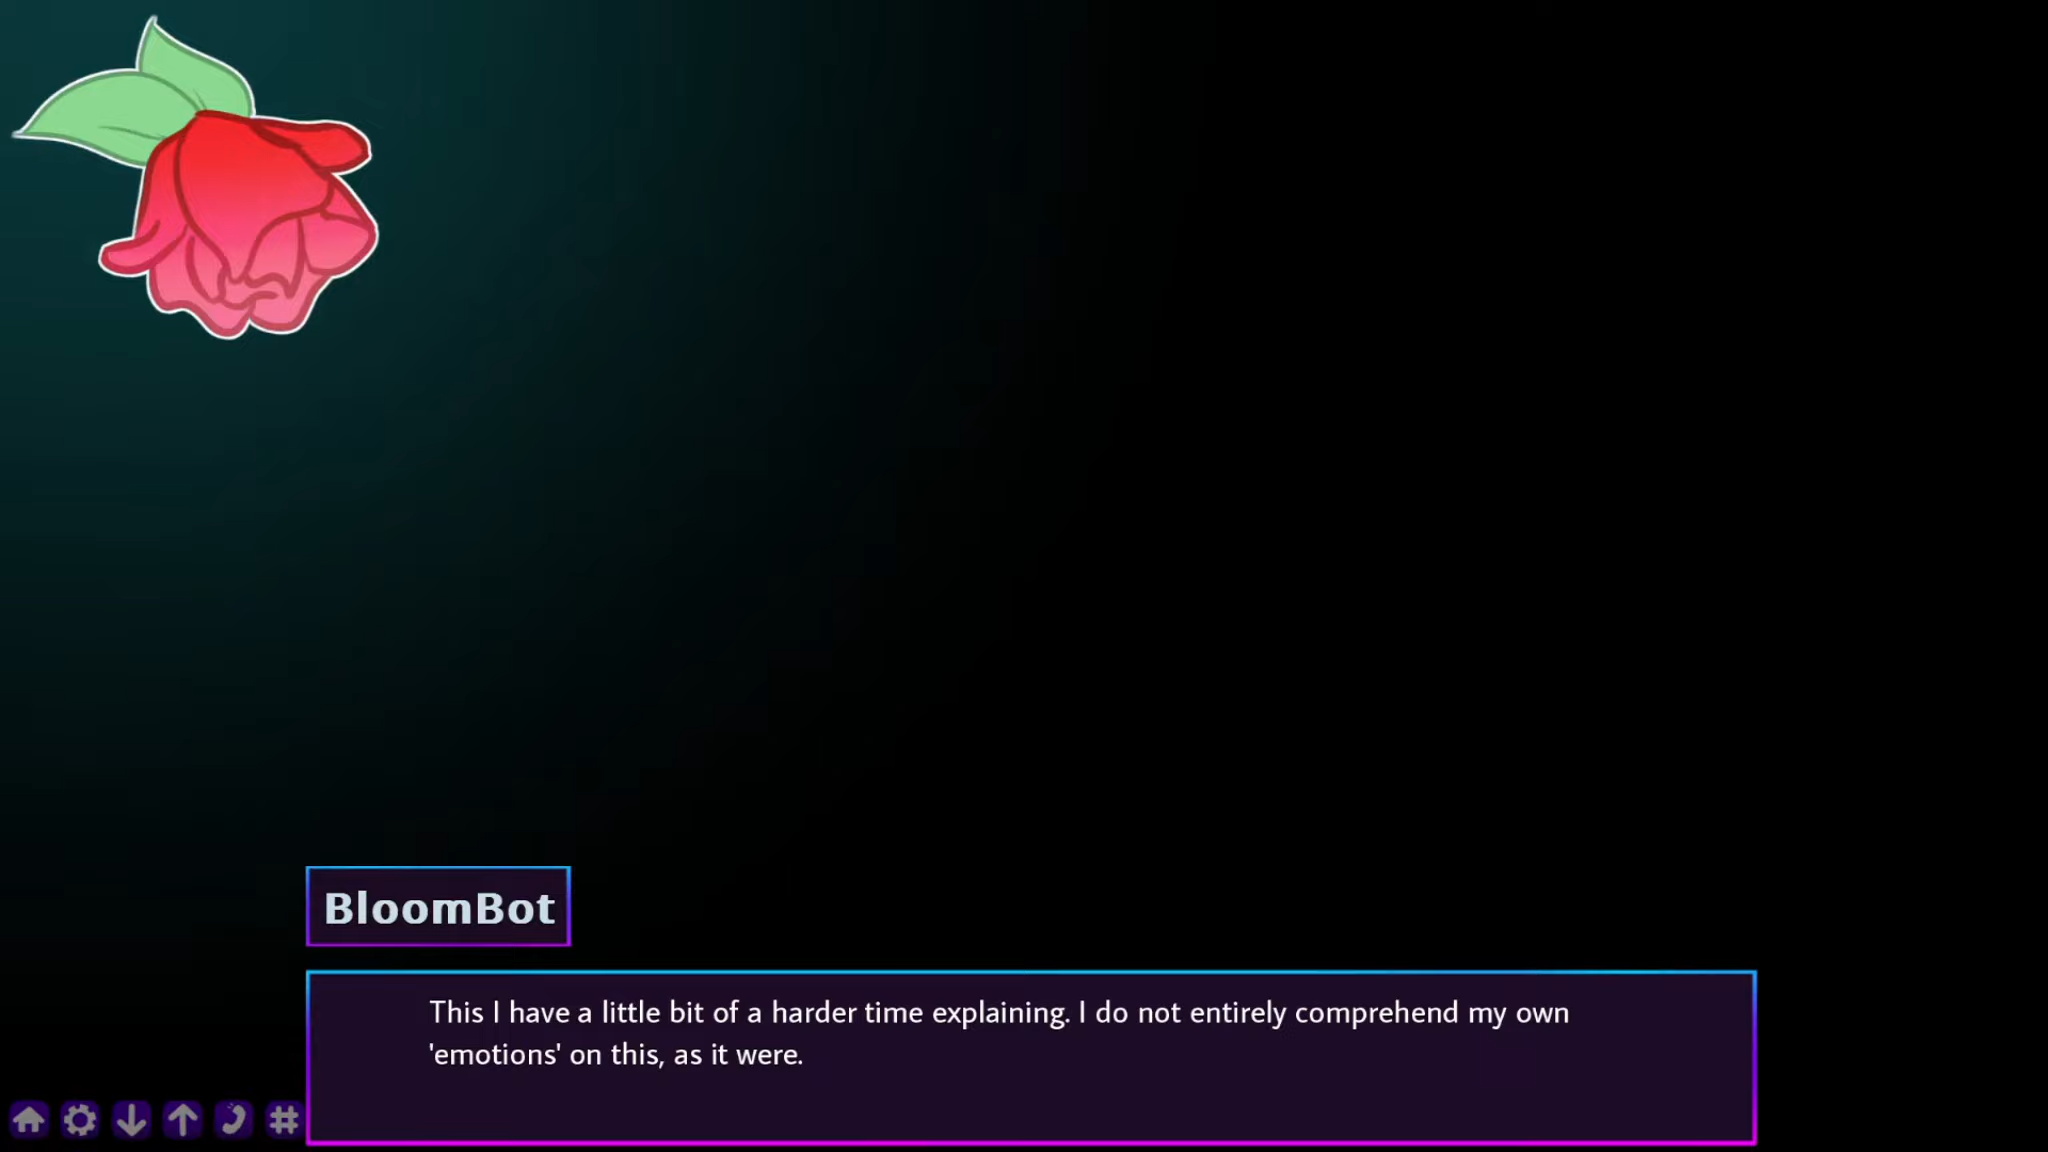 BloomBot
This I have a little bit of a harder time explaining. I do not entirely comprehend my own
'emotions' on this, as it were.